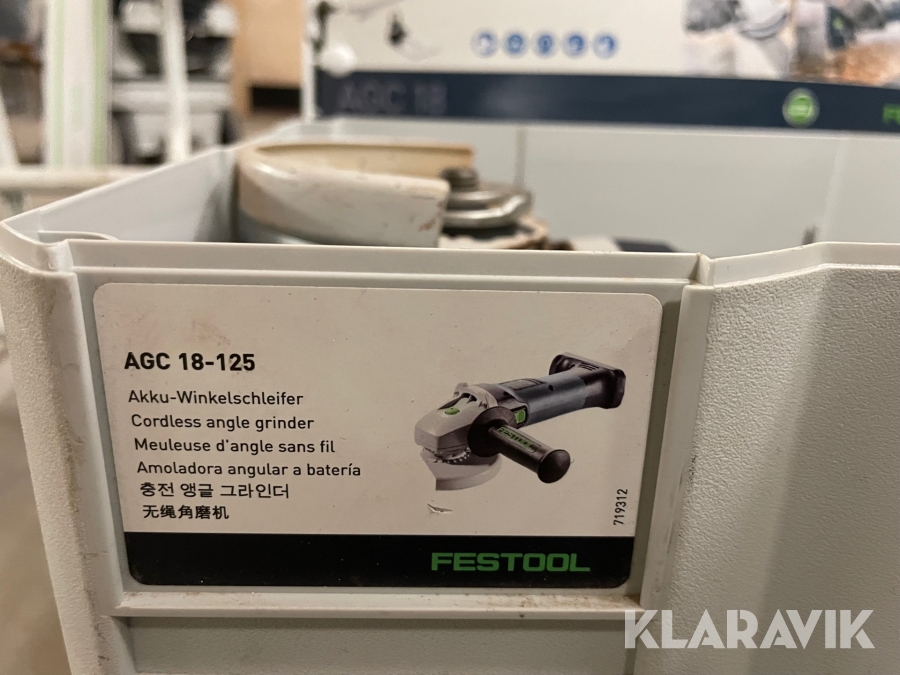 AGC 18
AGC 18-125
Akku-Winkelschleifer
Cordless angle grinder
Meuleuse d'angle sans fil
Amoladora angular a batería
충전 앵글 그라인더
无绳角磨机
719312
FESTOOL
KLARAVIK